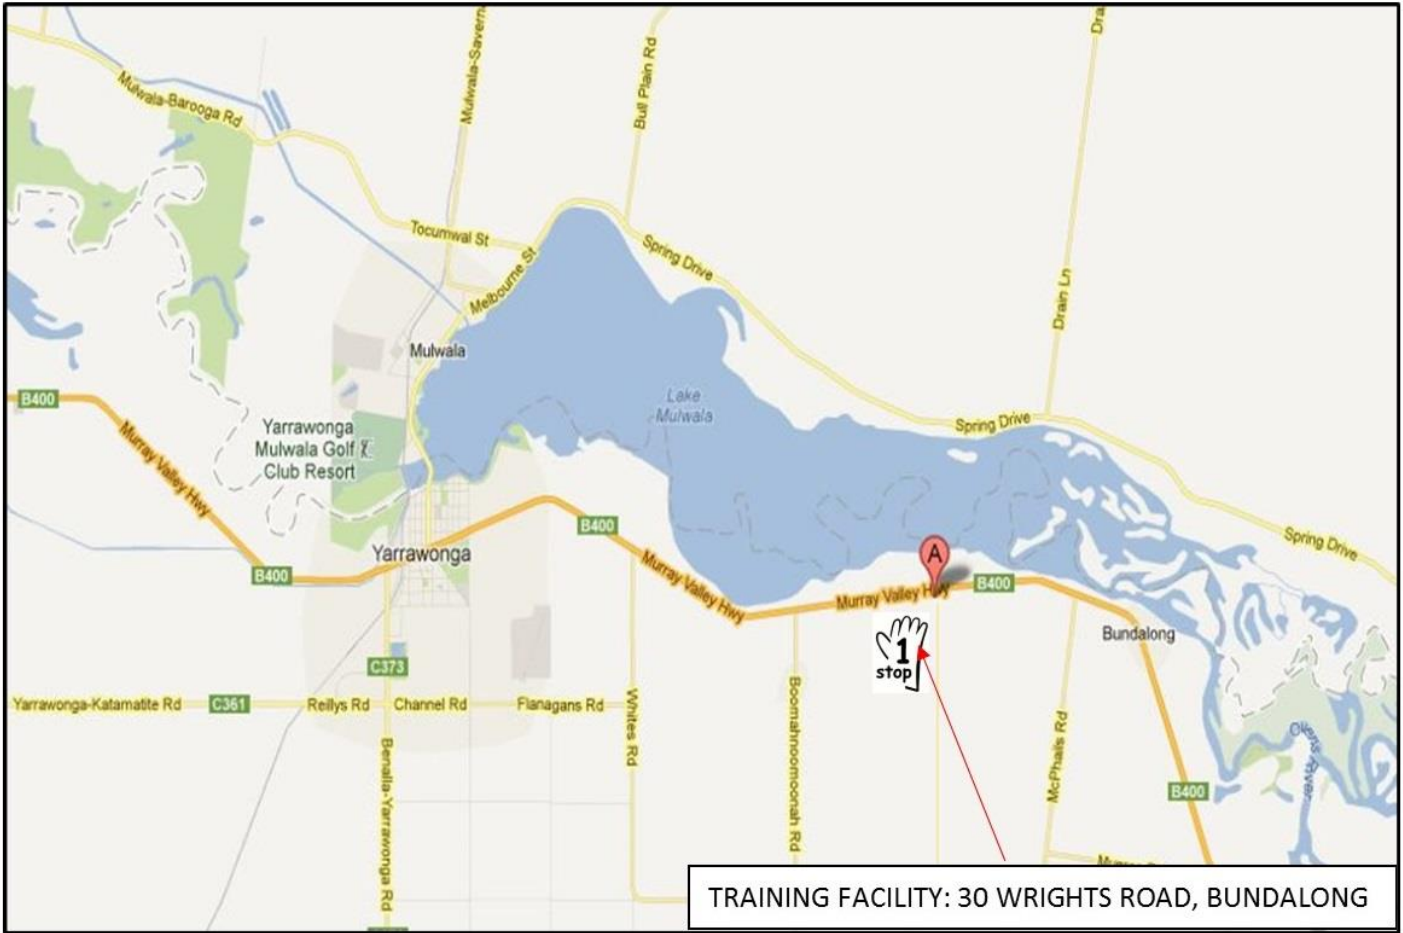 Mulwala-Savern
Bull Plain Rd
Dra
Mulwala-Barooga Rd
Tocumwal St
Melbourne St
Spring Drive
Drain Ln
Mulwala
B400
Lake
Mulwala
Spring Drive
Yarrawonga
Mulwala Golf
Club Resort
Murray Valley Hwy
B400
Spring Drive
Yarrawonga
A
B400
Murray Valley Hwy
Murray Valley Hwy
B400
1
stop
Bundalong
C373
Yarrawonga-Katamatite Rd
C361
Reillys Rd
Channel Rd
Flanagans Rd
Whites Rd
Boomahnoomoonah Rd
McPhails Rd
Ovens River
Benalla-Yarrawonga Rd
B400
TRAINING FACILITY: 30 WRIGHTS ROAD, BUNDALONG